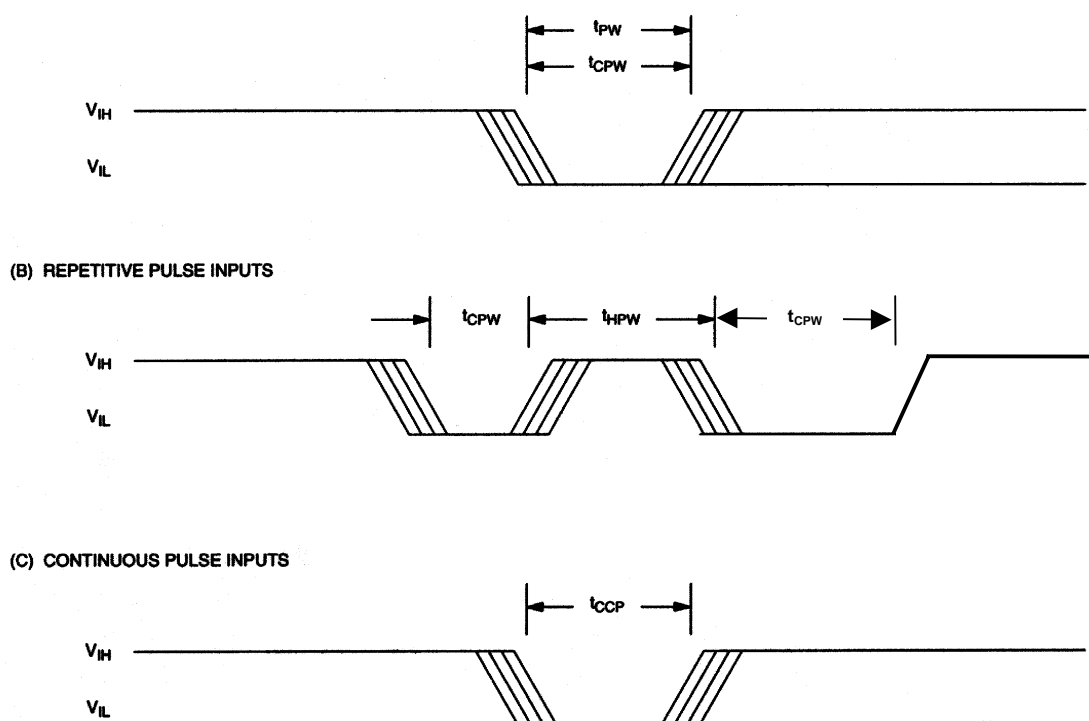 tPW
tCPW
VIH
VIL
(B) REPETITIVE PULSE INPUTS
tCPW tHPW tCPW
VIH
VIL
(C) CONTINUOUS PULSE INPUTS
tCCP
VIH
VIL